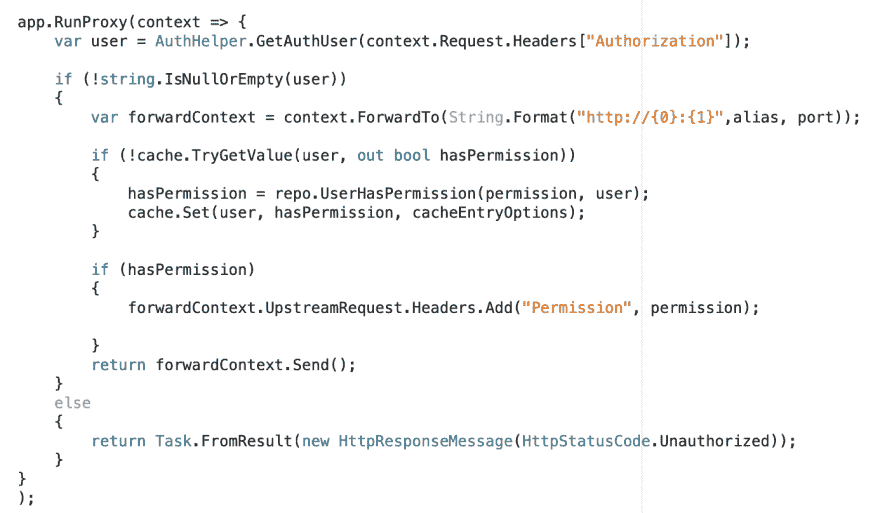 app.RunProxy(context => {
    var user = AuthHelper.GetAuthUser(context.Request.Headers["Authorization"]);

    if (!string.IsNullOrEmpty(user))
    {
        var forwardContext = context.ForwardTo(String.Format("http://{0}:{1}",alias, port));

        if (!cache.TryGetValue(user, out bool hasPermission))
        {
            hasPermission = repo.UserHasPermission(permission, user);
            cache.Set(user, hasPermission, cacheEntryOptions);
        }

        if (hasPermission)
        {
            forwardContext.UpstreamRequest.Headers.Add("Permission", permission);

        }
        return forwardContext.Send();
    }
    else
    {
        return Task.FromResult(new HttpResponseMessage(HttpStatusCode.Unauthorized));
    }
}
);